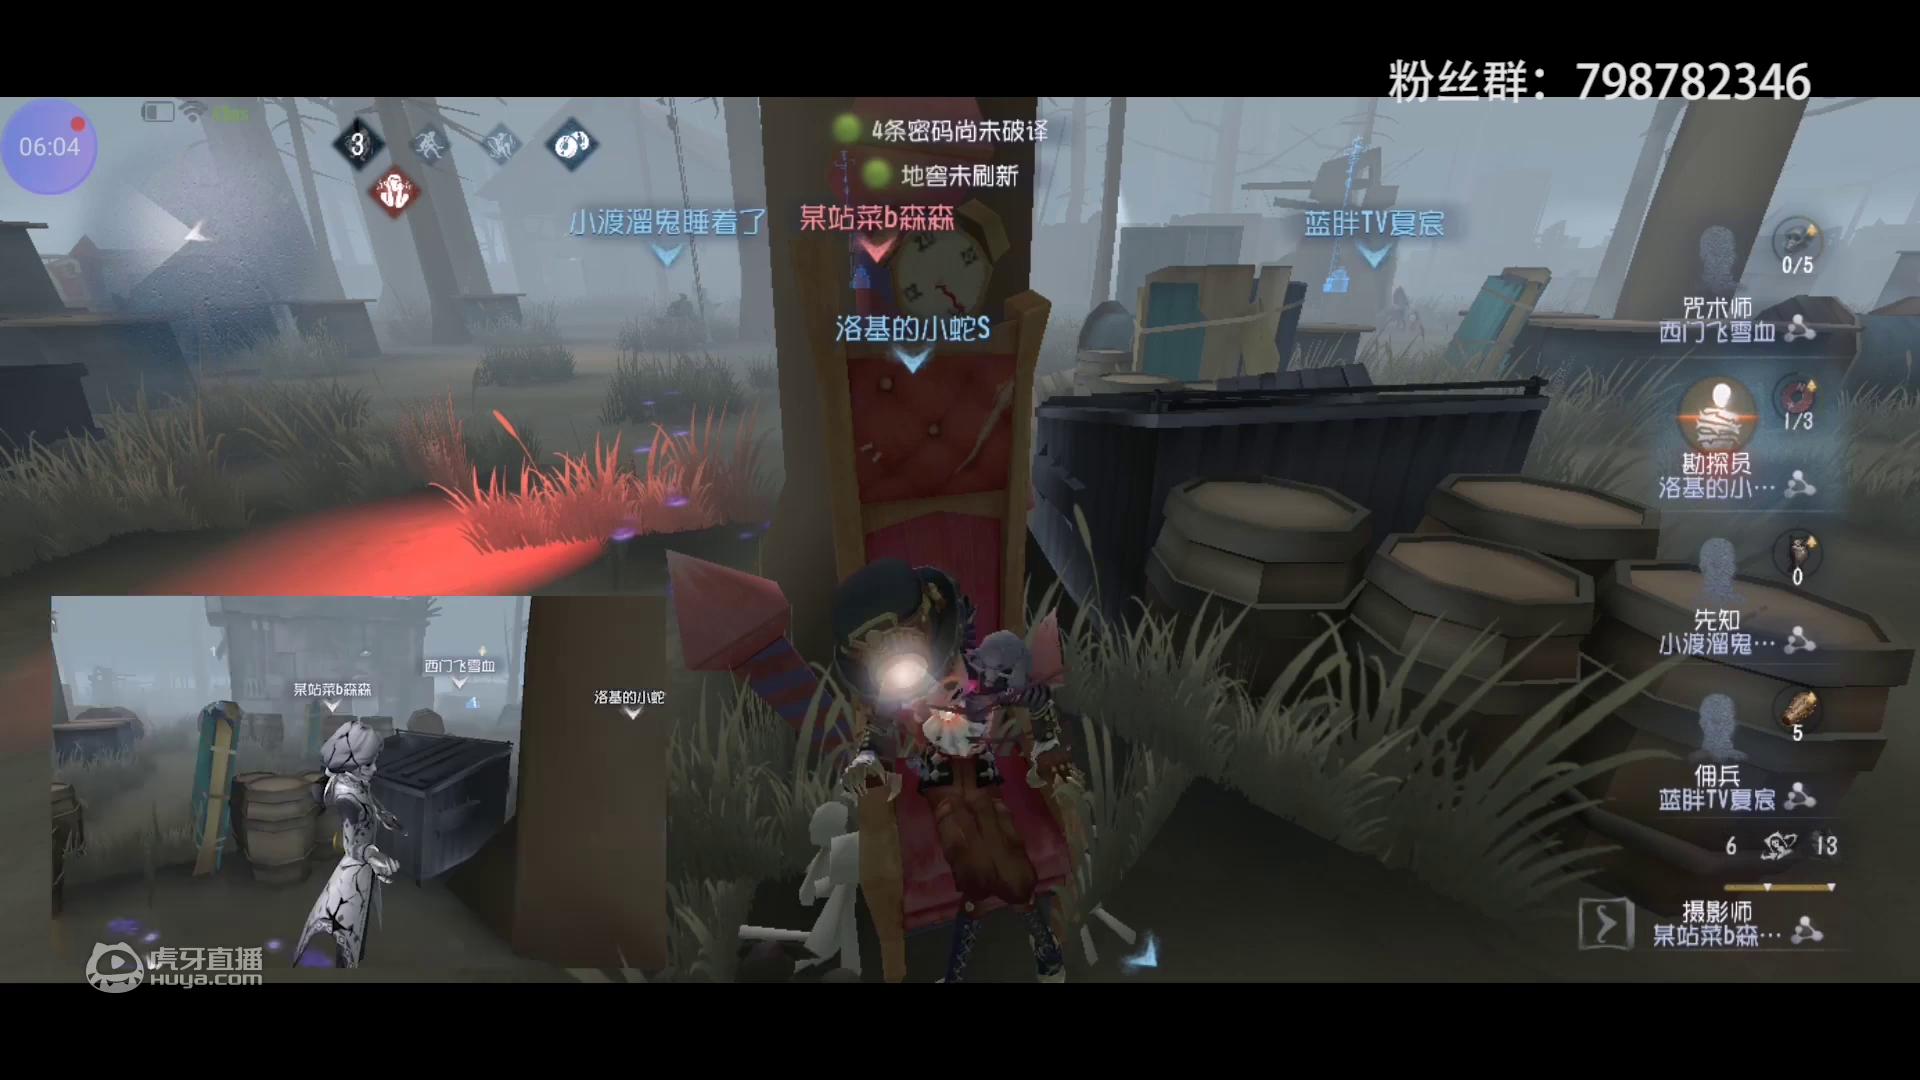 粉丝群：798782346
06:04
3
4条密码尚未破译
地窖未刷新
小渡溜鬼睡着了
某站菜b森森
蓝胖TV夏宸
洛基的小蛇S
0/5
咒术师
西门飞雪血
1/3
勘探员
洛基的小…
0
先知
小渡溜鬼…
5
佣兵
蓝胖TV夏宸
6 13
摄影师
某站菜b森…
西门飞雪血
某站菜b森森
洛基的小蛇
虎牙直播
Huya.com